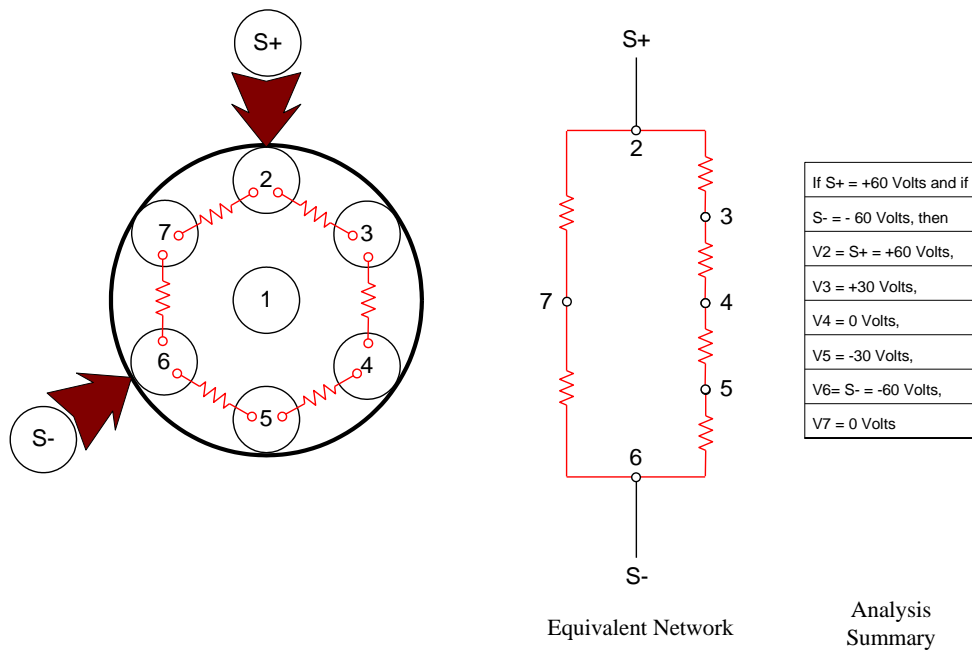 S+
2
7
3
1
6
4
5
S-
S+
2
3
7
4
5
6
S-
Equivalent Network
If S+ = +60 Volts and if
S- = - 60 Volts, then
V2 = S+ = +60 Volts,
V3 = +30 Volts,
V4 = 0 Volts,
V5 = -30 Volts,
V6= S- = -60 Volts,
V7 = 0 Volts
Analysis
Summary